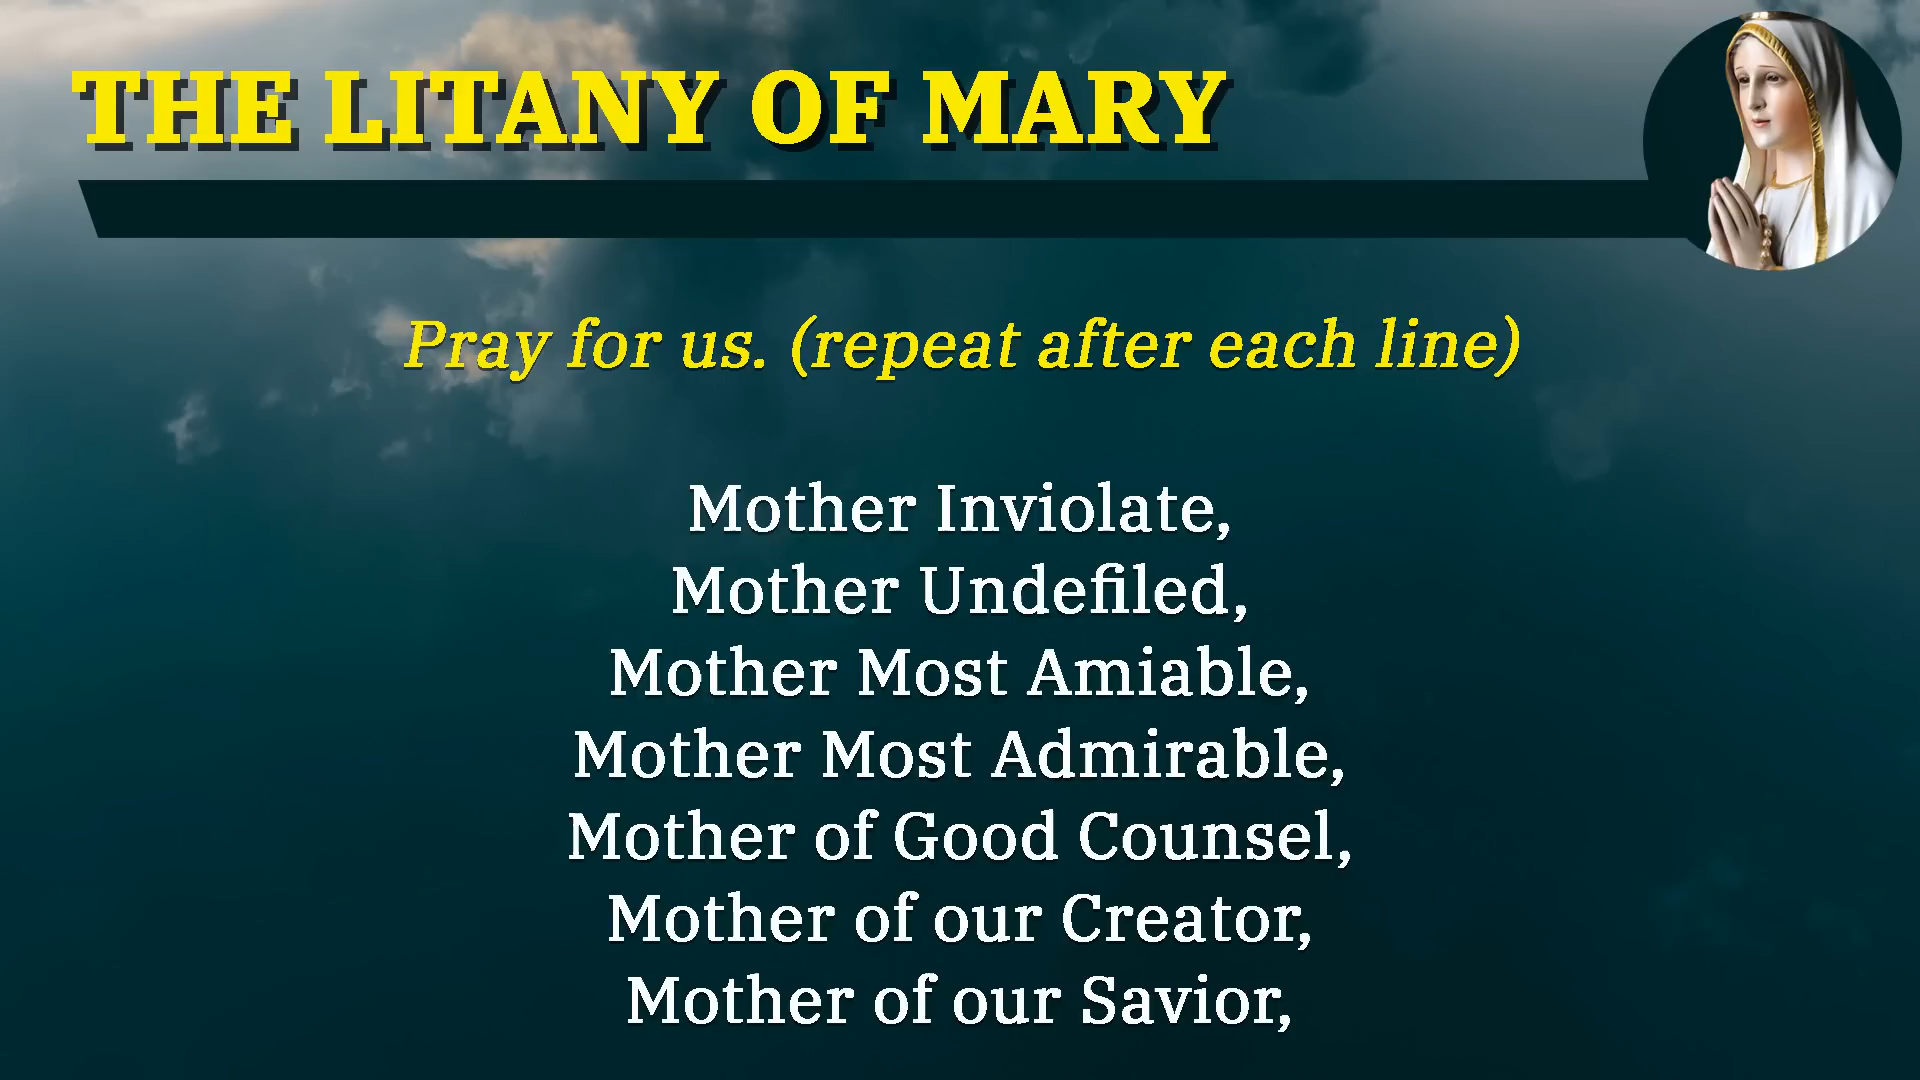 THE LITANY OF MARY
Pray for us. (repeat after each line)
Mother Inviolate,
Mother Undefiled,
Mother Most Amiable,
Mother Most Admirable,
Mother of Good Counsel,
Mother of our Creator,
Mother of our Savior,